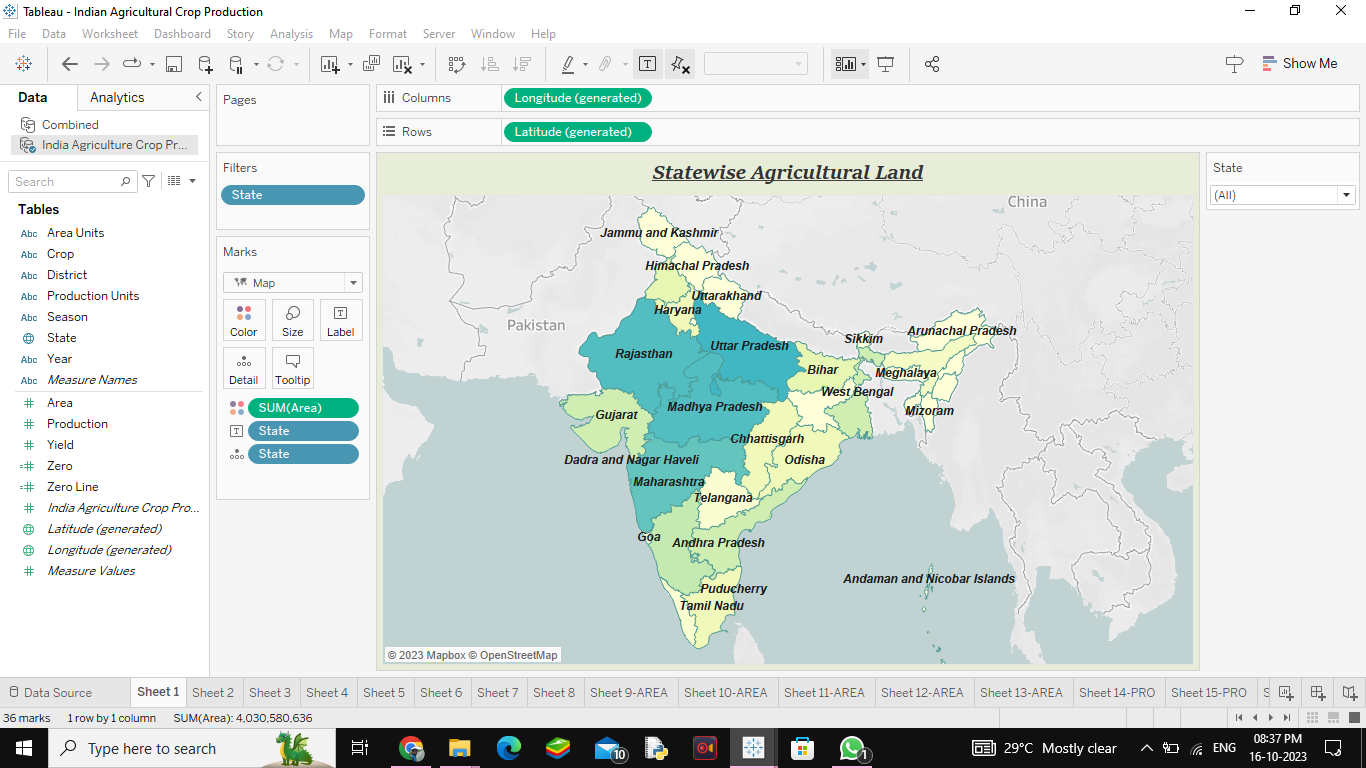 Tableau - Indian Agricultural Crop Production
File Data Worksheet Dashboard Story Analysis Map Format Server Window Help
Show Me
Data Analytics
Combined
India Agriculture Crop Pr...
Search
Tables
Abc Area Units
Abc Crop
Abc District
Abc Production Units
Abc Season
State
Abc Year
Abc Measure Names
# Area
# Production
# Yield
=# Zero
=# Zero Line
# India Agriculture Crop Pro...
Latitude (generated)
Longitude (generated)
# Measure Values
Pages
Filters
State
Marks
Map
Color Size Label
Detail Tooltip
SUM(Area)
State
State
Columns Longitude (generated)
Rows Latitude (generated)
Statewise Agricultural Land
China
Jammu and Kashmir
Himachal Pradesh
Uttarakhand
Haryana
Pakistan
Arunachal Pradesh
Sikkim
Uttar Pradesh
Rajasthan
Bihar
Meghalaya
West Bengal
Madhya Pradesh
Mizoram
Gujarat
Chhattisgarh
Dadra and Nagar Haveli
Odisha
Maharashtra
Telangana
Goa
Andhra Pradesh
Andaman and Nicobar Islands
Puducherry
Tamil Nadu
© 2023 Mapbox © OpenStreetMap
State
(All)
Data Source Sheet 1 Sheet 2 Sheet 3 Sheet 4 Sheet 5 Sheet 6 Sheet 7 Sheet 8 Sheet 9-AREA Sheet 10-AREA Sheet 11-AREA Sheet 12-AREA Sheet 13-AREA Sheet 14-PRO Sheet 15-PRO S
36 marks 1 row by 1 column SUM(Area): 4,030,580,636
Type here to search
10
1
29°C Mostly clear
ENG
08:37 PM
16-10-2023